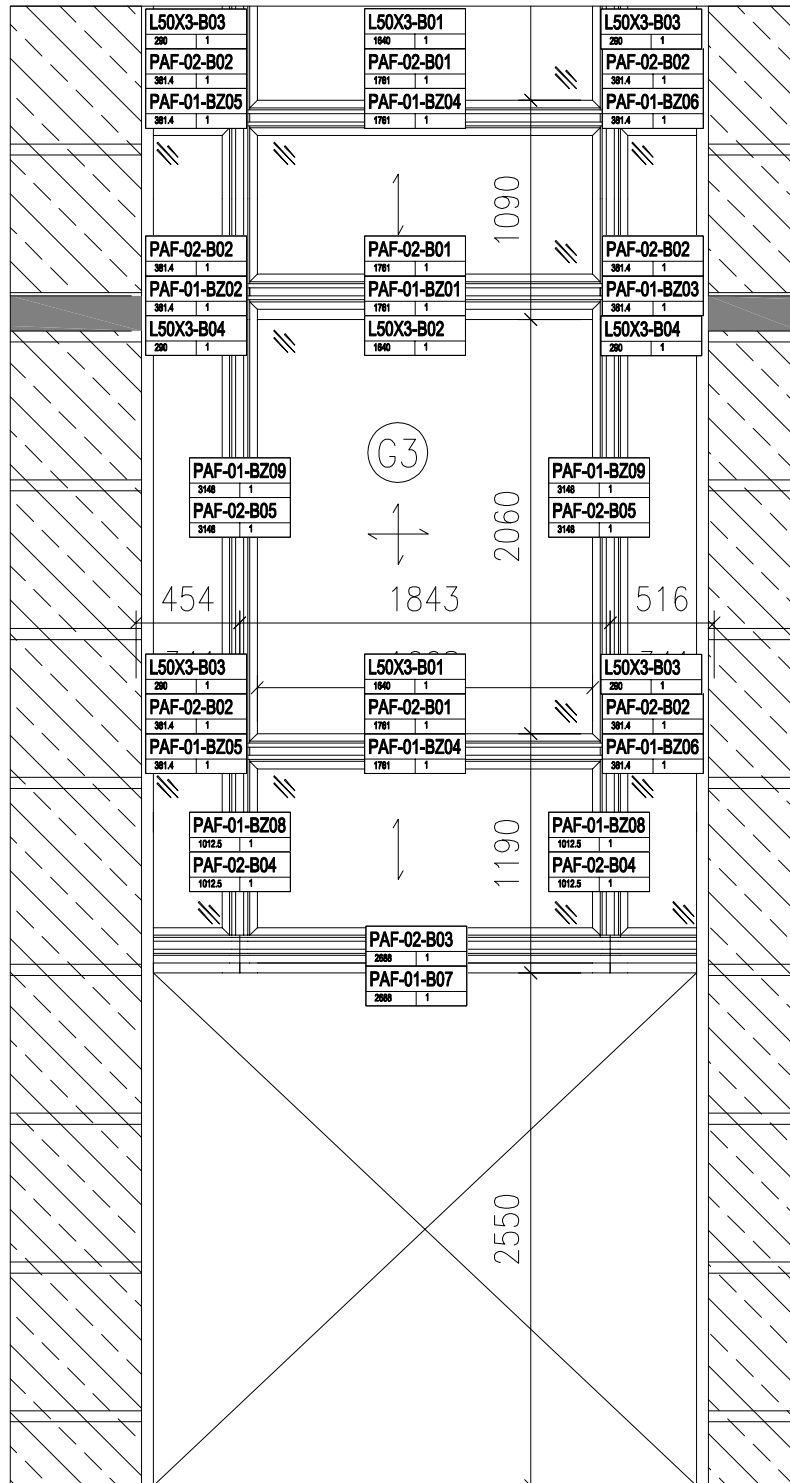 L50X3-B03 L50X3-B01 L50X3-B03
290 1 1640 1 290 1
PAF-02-B02 PAF-02-B01 PAF-02-B02
381.4 1 1761 1 381.4 1
PAF-01-BZ05 PAF-01-BZ04 PAF-01-BZ06
381.4 1 1761 1 381.4 1
1090
PAF-02-B02 PAF-02-B01 PAF-02-B02
381.4 1 1761 1 381.4 1
PAF-01-BZ02 PAF-01-BZ01 PAF-01-BZ03
381.4 1 1761 1 381.4 1
L50X3-B04 L50X3-B02 L50X3-B04
290 1 1640 1 290 1
G3
PAF-01-BZ09 PAF-01-BZ09
3148 1 3148 1
PAF-02-B05 PAF-02-B05
3148 1 3148 1
2060
454 1843 516
L50X3-B03 L50X3-B01 L50X3-B03
290 1 1640 1 290 1
PAF-02-B02 PAF-02-B01 PAF-02-B02
381.4 1 1761 1 381.4 1
PAF-01-BZ05 PAF-01-BZ04 PAF-01-BZ06
381.4 1 1761 1 381.4 1
PAF-01-BZ08 PAF-01-BZ08
1012.5 1 1012.5 1
1190
PAF-02-B04 PAF-02-B04
1012.5 1 1012.5 1
PAF-02-B03
2688 1
PAF-01-B07
2688 1
2550